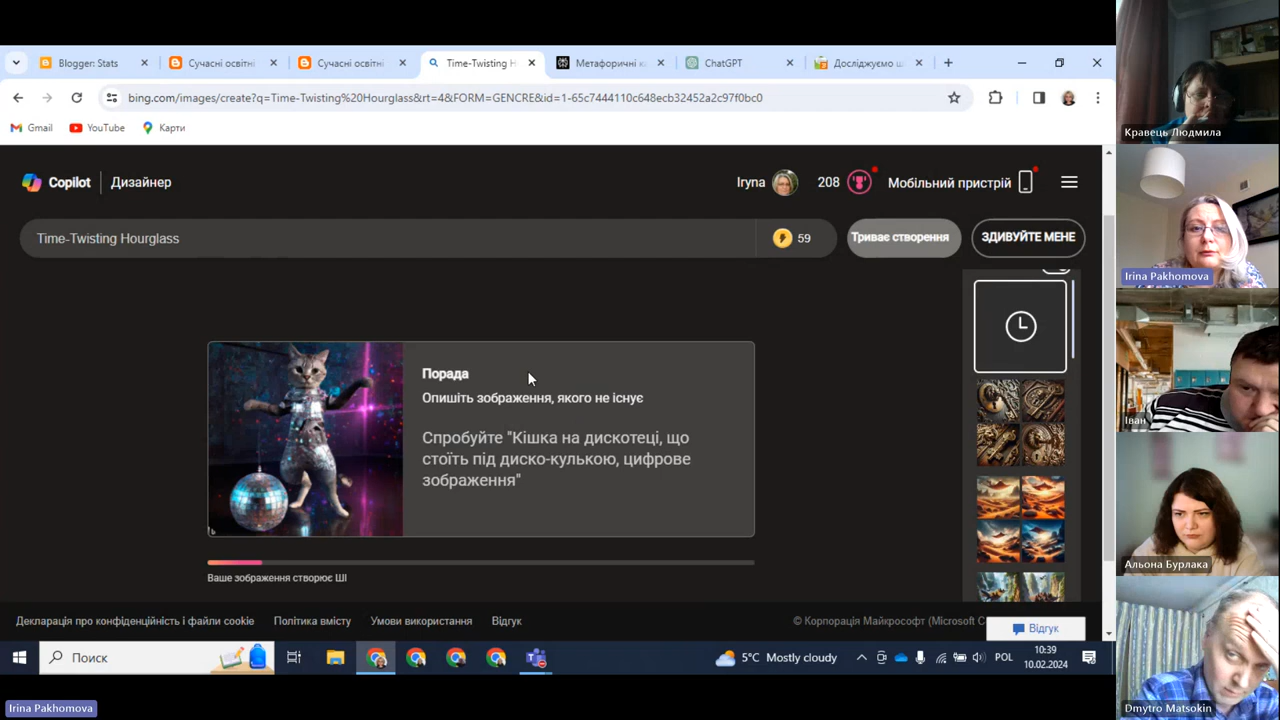 Blogger: Stats
Сучасні освітні
Сучасні освітні
Time-Twisting H
Метафоричні к
ChatGPT
Досліджуємо ш
bing.com/images/create?q=Time-Twisting%20Hourglass&rt=4&FORM=GENCRE&id=1-65c7444110c648ecb32452a2c97f0bc0
Gmail
YouTube
Карти
Copilot
Дизайнер
Iryna
208
Мобільний пристрій
Time-Twisting Hourglass
59
Триває створення
ЗДИВУЙТЕ МЕНЕ
Порада
Опишіть зображення, якого не існує
Спробуйте "Кішка на дискотеці, що
стоїть під диско-кулькою, цифрове
зображення"
Ваше зображення створює ШІ
Декларація про конфіденційність і файли cookie
Політика вмісту
Умови використання
Відгук
© Корпорація Майкрософт (Microsoft C
Відгук
Поиск
5°C Mostly cloudy
POL
10:39
10.02.2024
Irina Pakhomova
Кравець Людмила
Irina Pakhomova
Іван
Альона Бурлака
Dmytro Matsokin